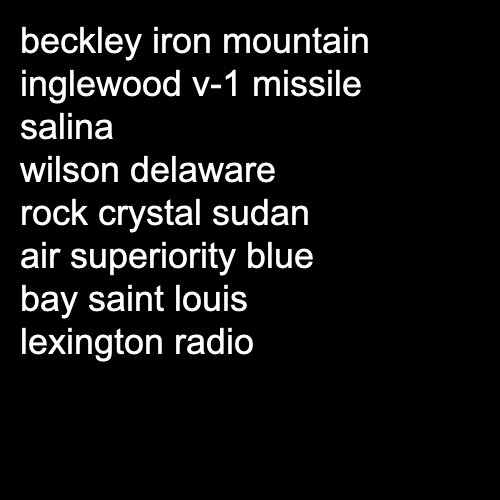 beckley iron mountain
inglewood v-1 missile
salina
wilson delaware
rock crystal sudan
air superiority blue
bay saint louis
lexington radio